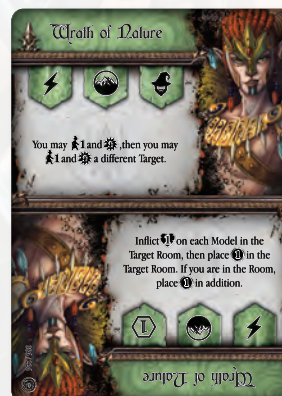 Wrath of Nature
You may 1 and , then you may
1 and a different Target.
Inflict 1 on each Model in the
Target Room, then place 1 in the
Target Room. If you are in the Room,
place 1 in addition.
I
Wrath of Nature